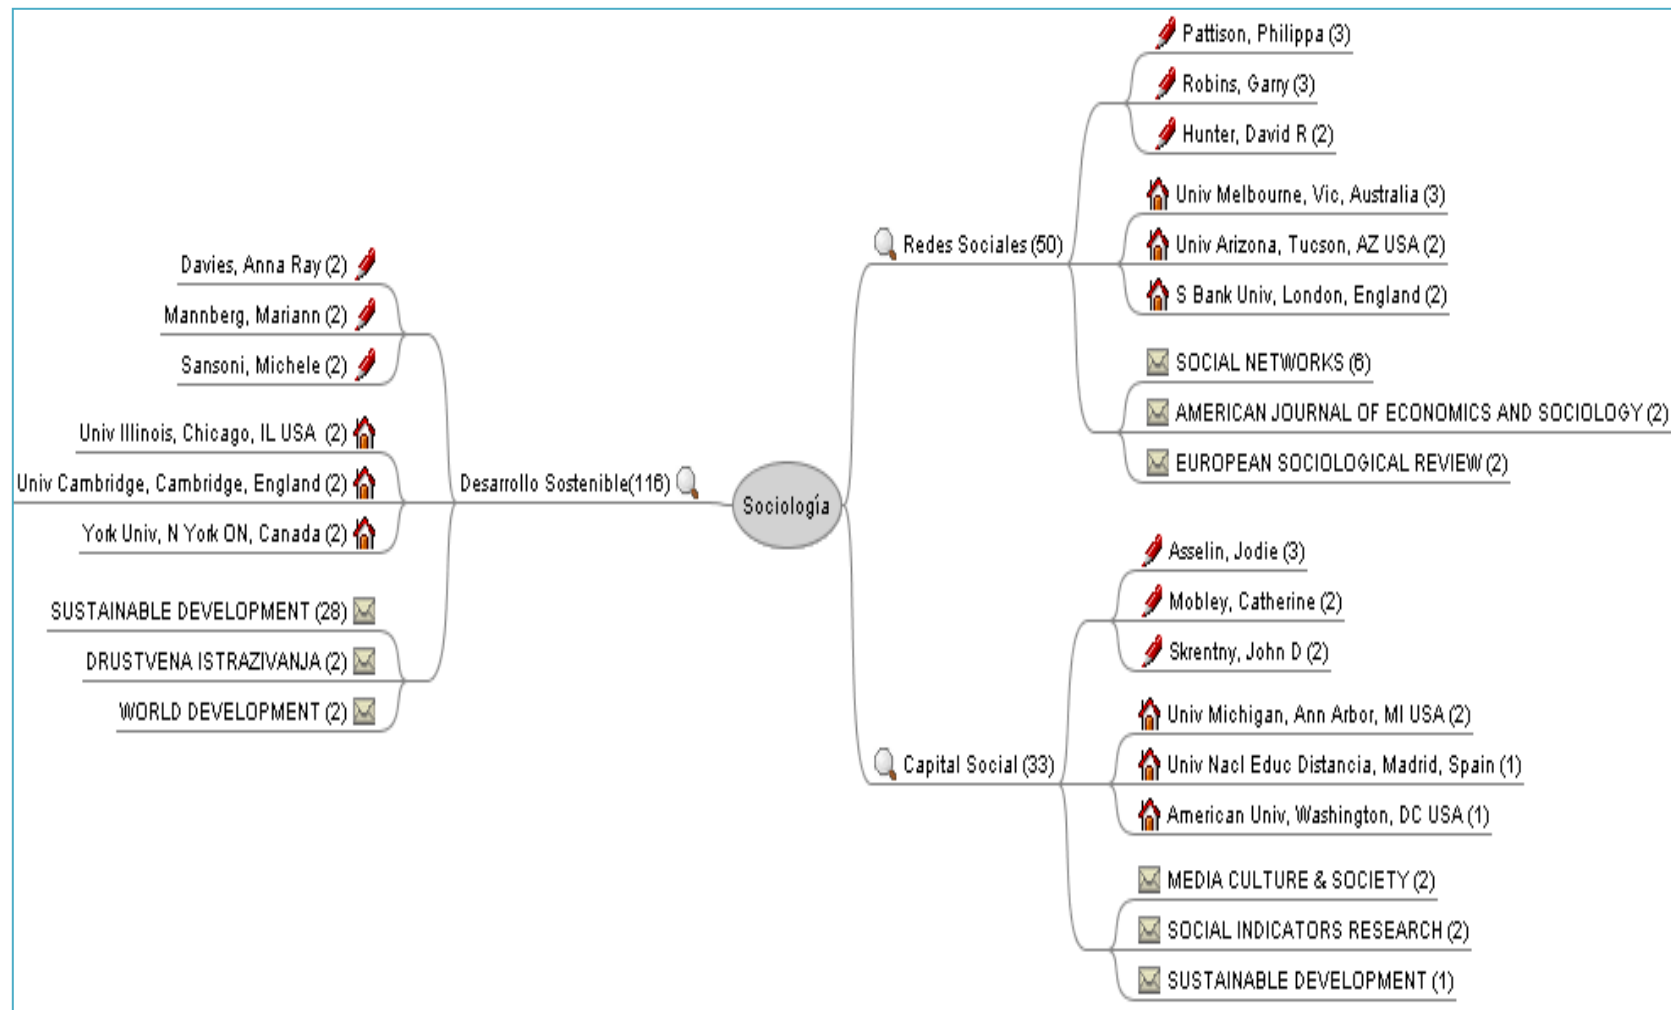 Sociología
Redes Sociales (50)
Pattison, Philippa (3)
Robins, Garry (3)
Hunter, David R (2)
Univ Melbourne, Vic, Australia (3)
Univ Arizona, Tucson, AZ USA (2)
S Bank Univ, London, England (2)
SOCIAL NETWORKS (6)
AMERICAN JOURNAL OF ECONOMICS AND SOCIOLOGY (2)
EUROPEAN SOCIOLOGICAL REVIEW (2)
Capital Social (33)
Asselin, Jodie (3)
Mobley, Catherine (2)
Skrentny, John D (2)
Univ Michigan, Ann Arbor, MI USA (2)
Univ Nacl Educ Distancia, Madrid, Spain (1)
American Univ, Washington, DC USA (1)
MEDIA CULTURE & SOCIETY (2)
SOCIAL INDICATORS RESEARCH (2)
SUSTAINABLE DEVELOPMENT (1)
Desarrollo Sostenible(116)
Davies, Anna Ray (2)
Mannberg, Mariann (2)
Sansoni, Michele (2)
Univ Illinois, Chicago, IL USA (2)
Univ Cambridge, Cambridge, England (2)
York Univ, N York ON, Canada (2)
SUSTAINABLE DEVELOPMENT (28)
DRUSTVENA ISTRAZIVANJA (2)
WORLD DEVELOPMENT (2)